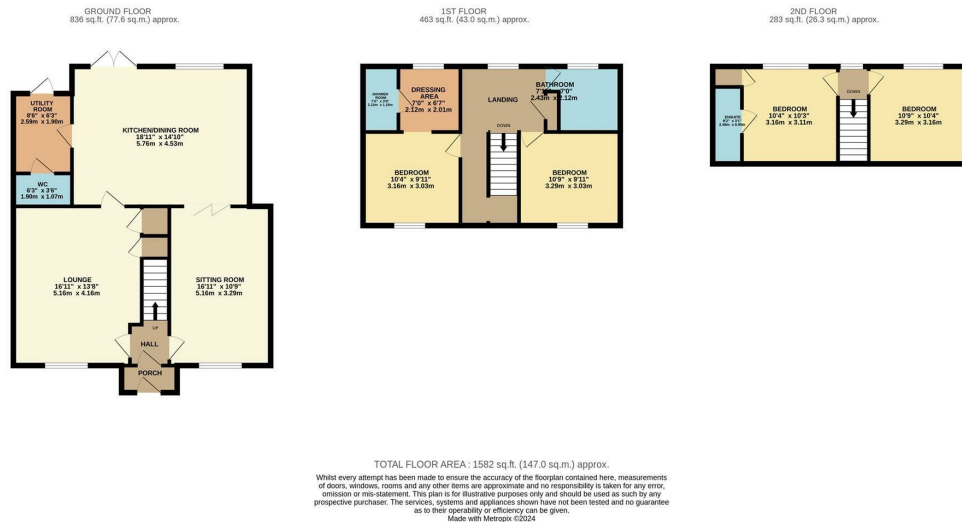 GROUND FLOOR
836 sq.ft. (77.6 sq.m.) approx.
UTILITY
ROOM
8'6" x 6'3"
2.59m x 1.90m
KITCHEN/DINING ROOM
18'11" x 14'10"
5.76m x 4.53m
WC
6'3" x 3'6"
1.90m x 1.07m
LOUNGE
16'11" x 13'8"
5.16m x 4.16m
SITTING ROOM
16'11" x 10'9"
5.16m x 3.29m
UP
HALL
PORCH
1ST FLOOR
463 sq.ft. (43.0 sq.m.) approx.
SHOWER
ROOM
DRESSING
AREA
7'0" x 6'7"
2.12m x 2.01m
LANDING
BATHROOM
7'0"
2.43m 2.12m
DOWN
BEDROOM
10'4" x 9'11"
3.16m x 3.03m
BEDROOM
10'9" x 9'11"
3.29m x 3.03m
2ND FLOOR
283 sq.ft. (26.3 sq.m.) approx.
ENSUITE
BEDROOM
10'4" x 10'3"
3.16m x 3.11m
DOWN
BEDROOM
10'9" x 10'4"
3.29m x 3.16m
TOTAL FLOOR AREA : 1582 sq.ft. (147.0 sq.m.) approx.
Whilst every attempt has been made to ensure the accuracy of the floorplan contained here, measurements
of doors, windows, rooms and any other items are approximate and no responsibility is taken for any error,
omission or mis-statement. This plan is for illustrative purposes only and should be used as such by any
prospective purchaser. The services, systems and appliances shown have not been tested and no guarantee
as to their operability or efficiency can be given.
Made with Metropix ©2024